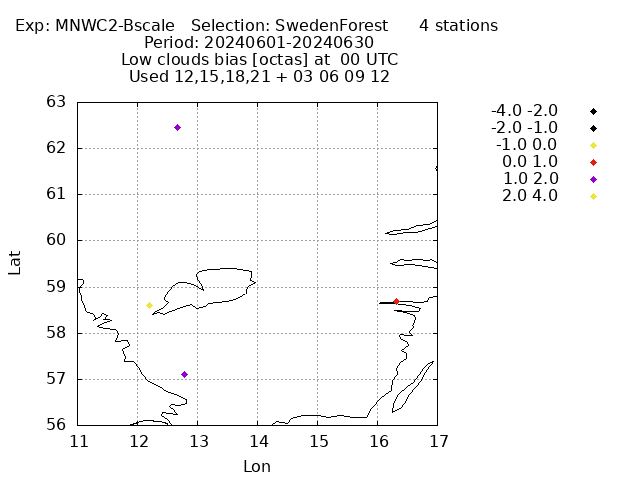 Exp: MNWC2-Bscale   Selection: SwedenForest      4 stations
Period: 20240601-20240630
Low clouds bias [octas] at  00 UTC
Used 12,15,18,21 + 03 06 09 12
-4.0 -2.0
-2.0 -1.0
-1.0 0.0
0.0 1.0
1.0 2.0
2.0 4.0
63
62
61
60
59
58
57
56
Lat
11 12 13 14 15 16 17
Lon